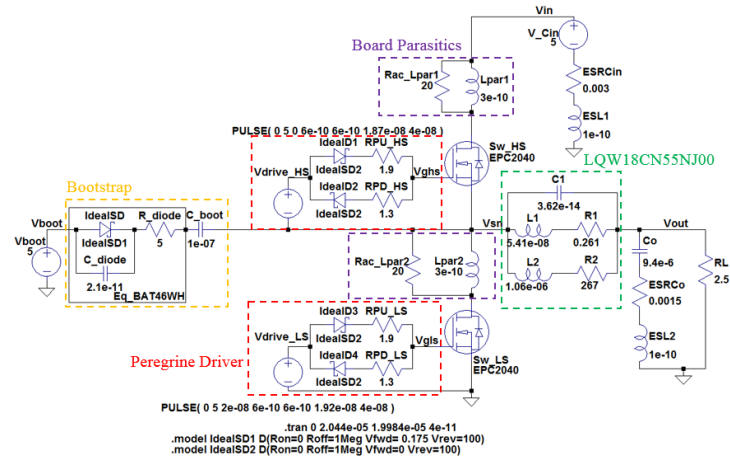 Vin
V_Cin
5
Board Parasitics
Rac_Lpar1
20
Lpar1
3e-10
ESRCin
0.003
ESL1
1e-10
PULSE( 0 5 0 6e-10 6e-10 1.87e-08 4e-08 )
IdealD1 RPU_HS
IdealSD2 1.9
Vdrive_HS
IdealD2 RPD_HS
IdealSD2 1.3
Vghs
Sw_HS
EPC2040
LQW18CN55NJ00
C1
3.62e-14
L1 R1
5.41e-08 0.261
L2 R2
1.06e-06 267
Bootstrap
Vboot
IdealSD
IdealSD1
R_diode
5
C_boot
1e-07
Vboot
5
C_diode
2.1e-11
Eq_BAT46WH
Vsn
Vout
Rac_Lpar2
20
Lpar2
3e-10
Co
9.4e-6
ESRCo
0.0015
ESL2
1e-10
RL
2.5
Peregrine Driver
IdealD3 RPU_LS
IdealSD2 1.9
Vdrive_LS
IdealD4 RPD_LS
IdealSD2 1.3
Vgls
Sw_LS
EPC2040
PULSE( 0 5 2e-08 6e-10 6e-10 1.92e-08 4e-08 )
.tran 0 2.044e-05 1.9984e-05 4e-11
.model IdealSD1 D(Ron=0 Roff=1Meg Vfwd=0.175 Vrev=100)
.model IdealSD2 D(Ron=0 Roff=1Meg Vfwd=0 Vrev=100)